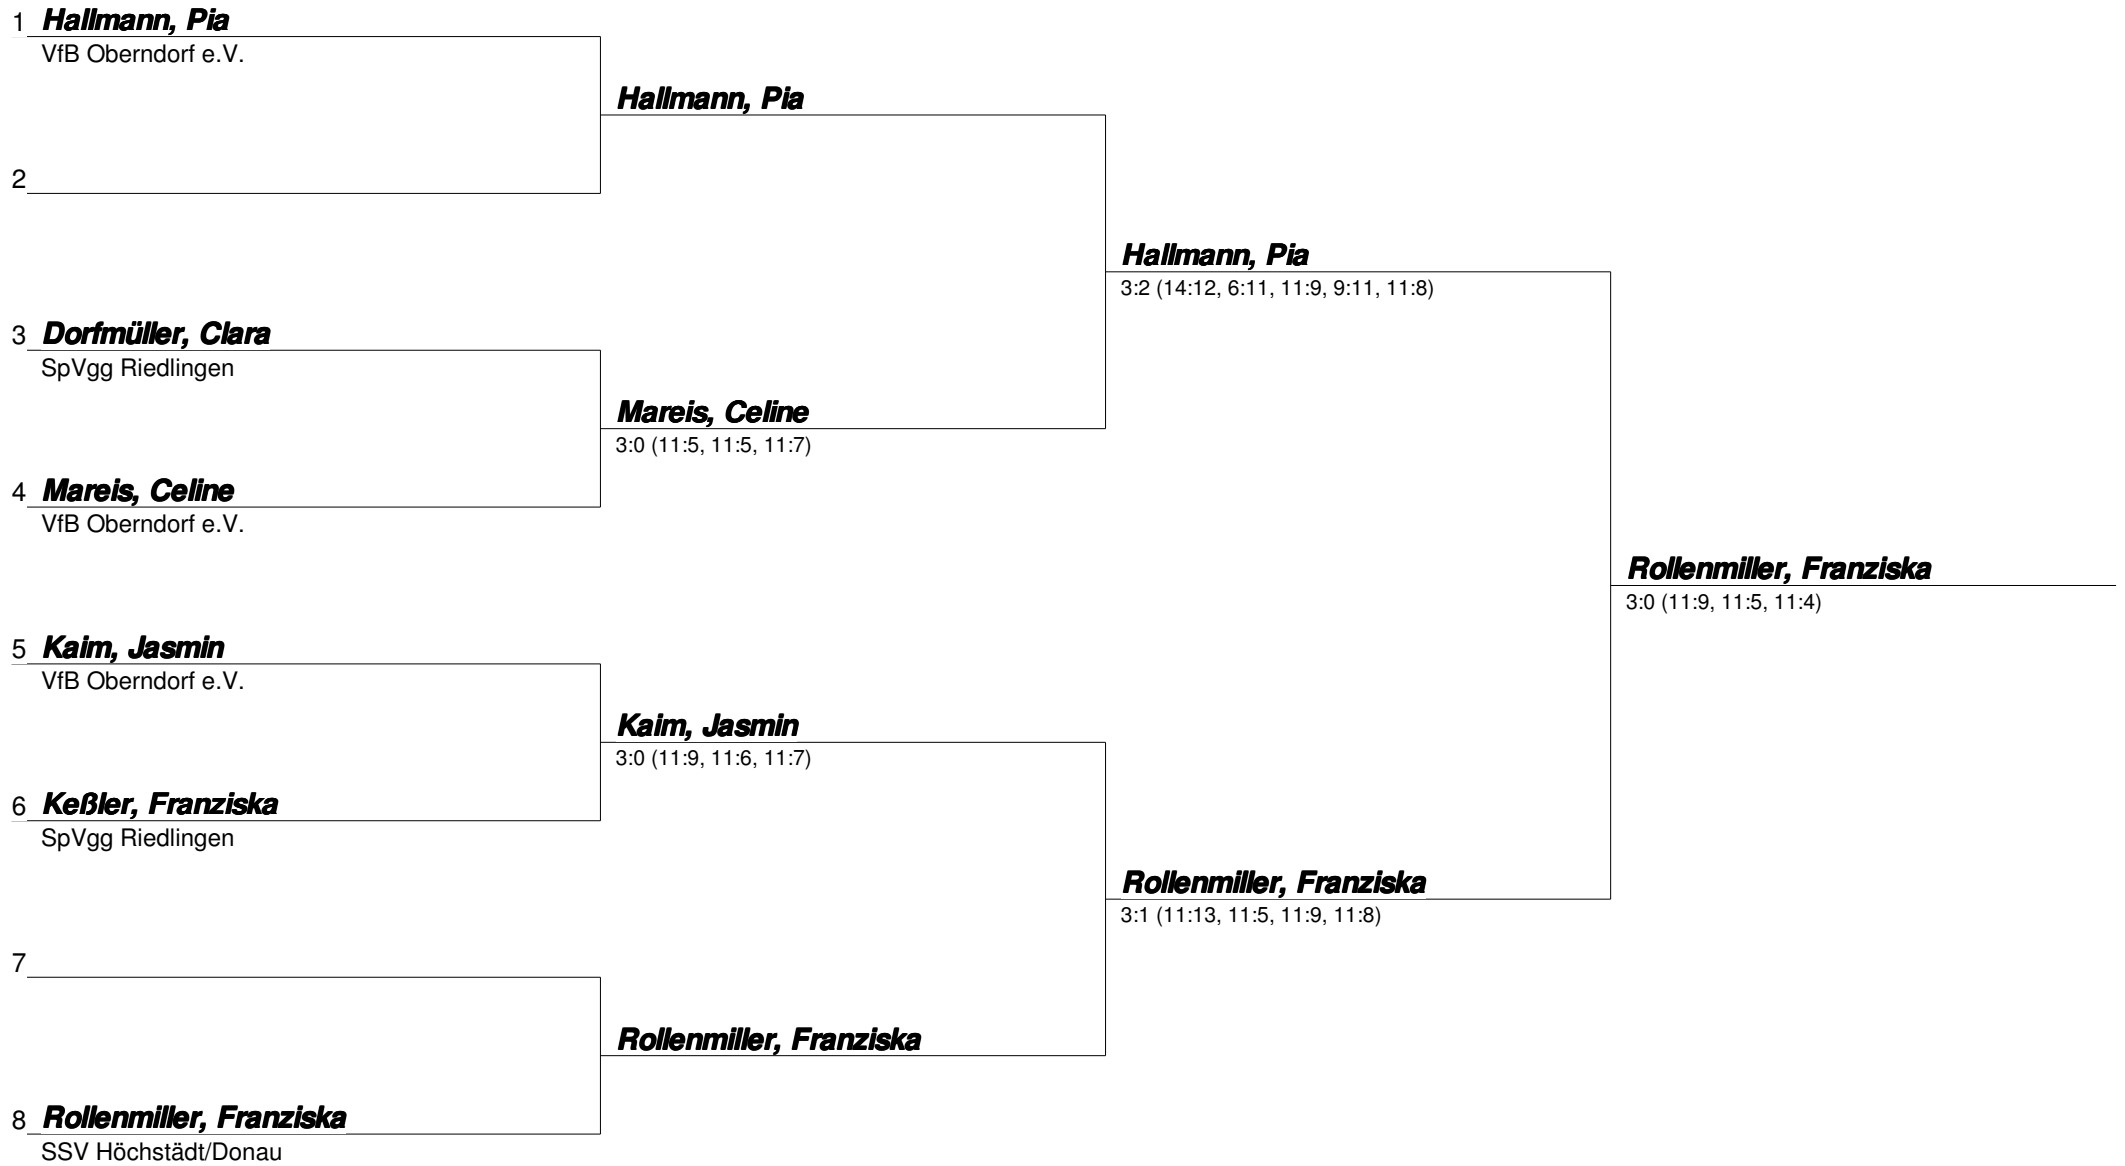 1 Hallmann, Pia
VfB Oberndorf e.V.
Hallmann, Pia
2
Hallmann, Pia
3:2 (14:12, 6:11, 11:9, 9:11, 11:8)
3 Dorfmüller, Clara
SpVgg Riedlingen
Mareis, Celine
3:0 (11:5, 11:5, 11:7)
4 Mareis, Celine
VfB Oberndorf e.V.
Rollenmiller, Franziska
3:0 (11:9, 11:5, 11:4)
5 Kaim, Jasmin
VfB Oberndorf e.V.
Kaim, Jasmin
3:0 (11:9, 11:6, 11:7)
6 Keßler, Franziska
SpVgg Riedlingen
Rollenmiller, Franziska
3:1 (11:13, 11:5, 11:9, 11:8)
7
Rollenmiller, Franziska
8 Rollenmiller, Franziska
SSV Höchstädt/Donau